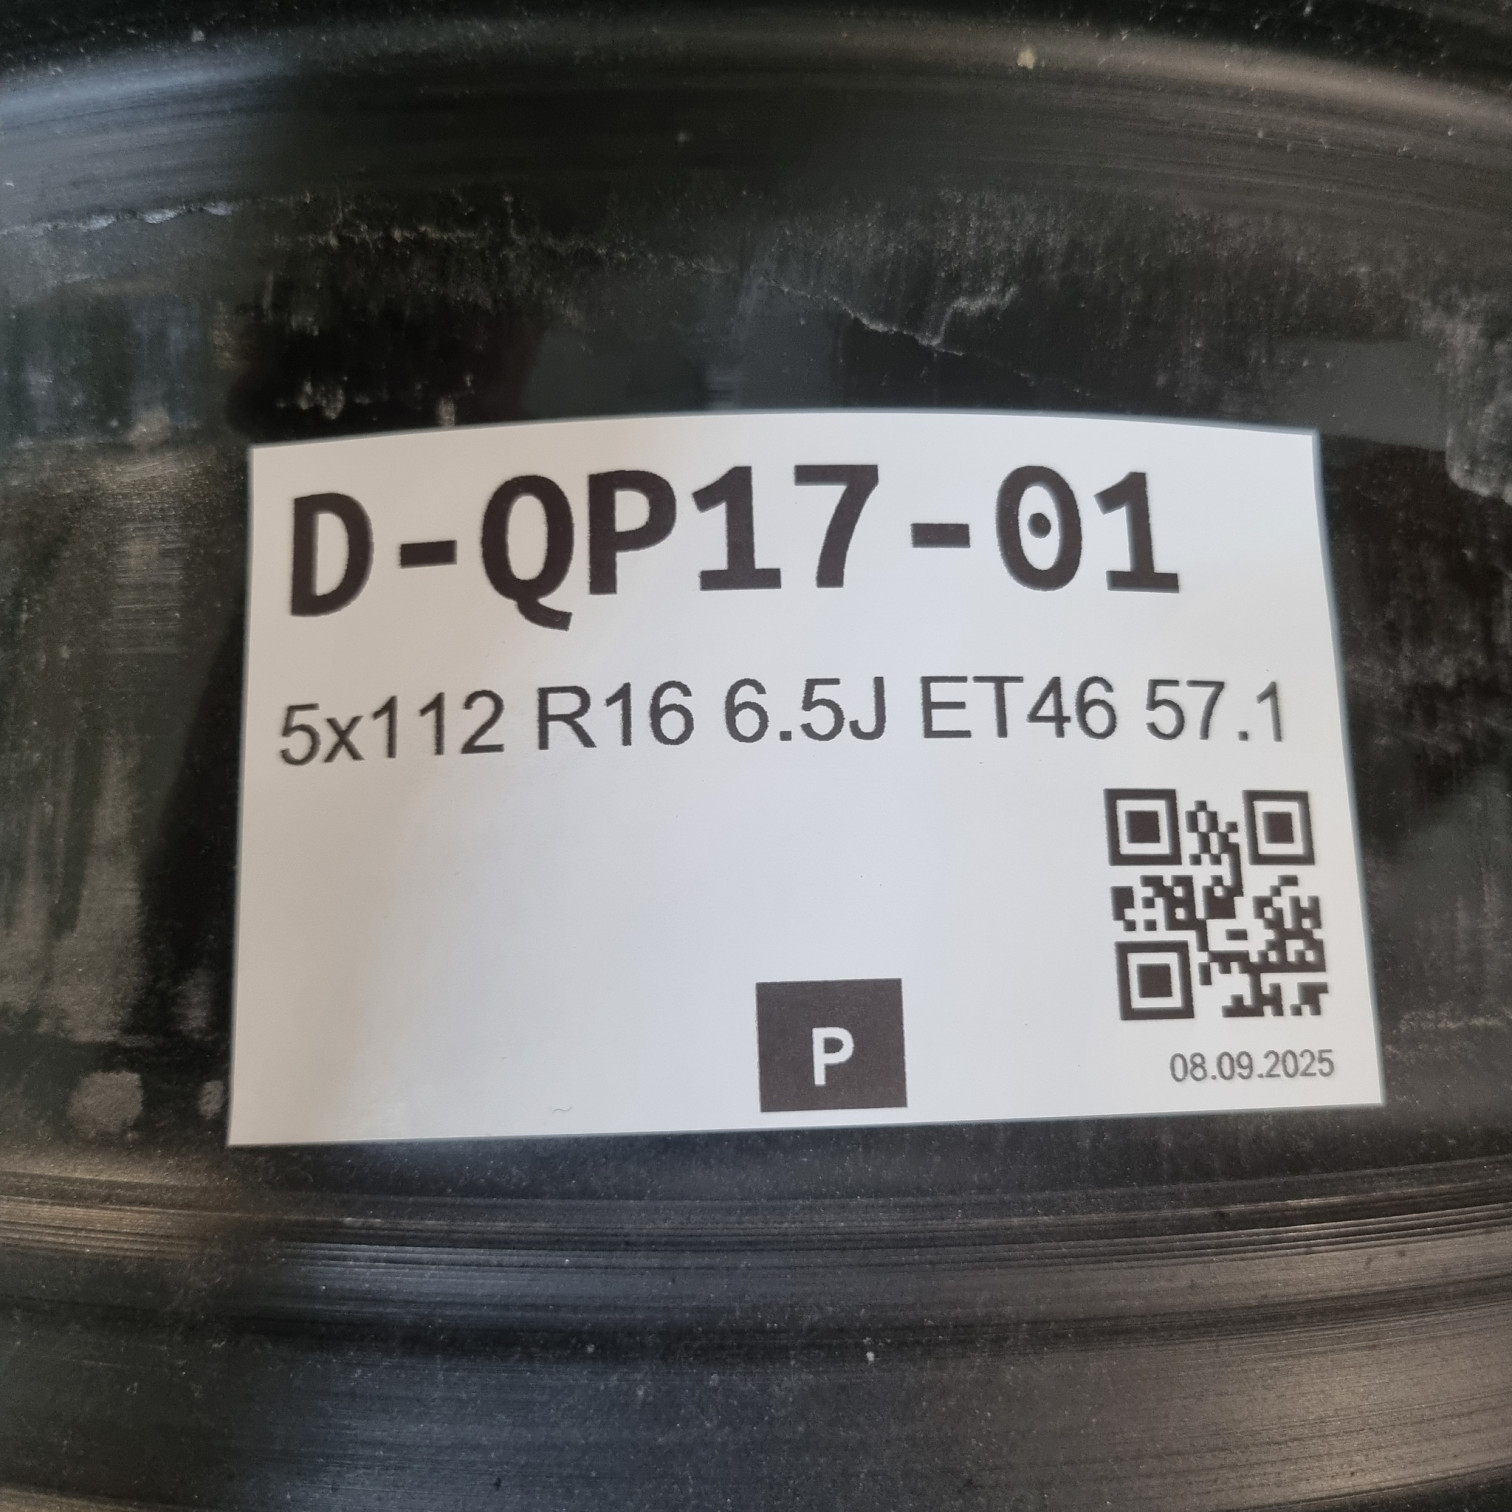 D-QP17-01
5x112 R16 6.5J ET46 57.1
P
08.09.2025